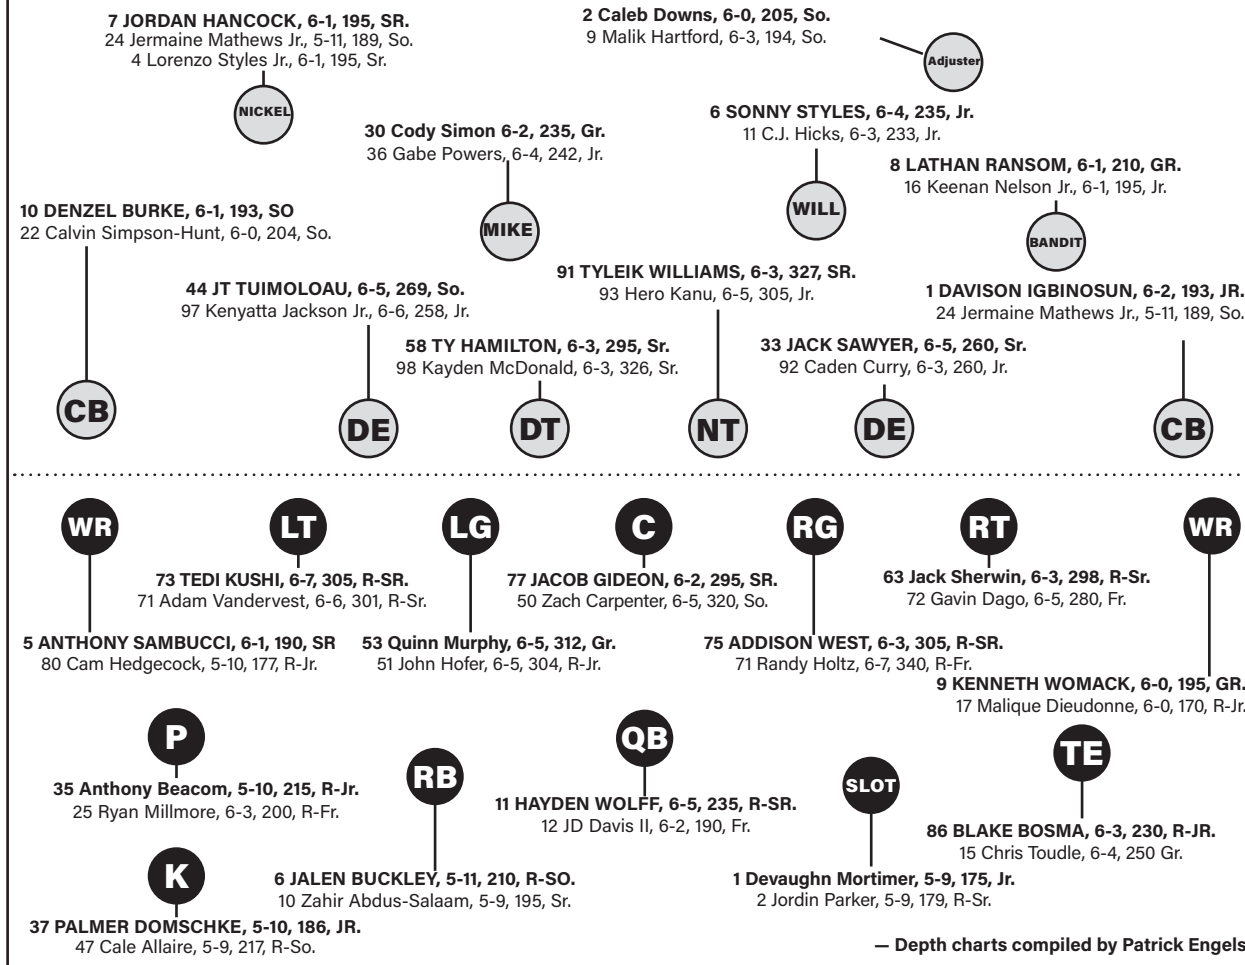 7 JORDAN HANCOCK, 6-1, 195, SR.
24 Jermaine Mathews Jr., 5-11, 189, So.
4 Lorenzo Styles Jr., 6-1, 195, Sr.
NICKEL
2 Caleb Downs, 6-0, 205, So.
9 Malik Hartford, 6-3, 194, So.
Adjuster
30 Cody Simon 6-2, 235, Gr.
36 Gabe Powers, 6-4, 242, Jr.
MIKE
6 SONNY STYLES, 6-4, 235, Jr.
11 C.J. Hicks, 6-3, 233, Jr.
WILL
8 LATHAN RANSOM, 6-1, 210, GR.
16 Keenan Nelson Jr., 6-1, 195, Jr.
BANDIT
10 DENZEL BURKE, 6-1, 193, SO
22 Calvin Simpson-Hunt, 6-0, 204, So.
CB
44 JT TUIMOLOAU, 6-5, 269, So.
97 Kenyatta Jackson Jr., 6-6, 258, Jr.
DE
58 TY HAMILTON, 6-3, 295, Sr.
98 Kayden McDonald, 6-3, 326, Sr.
DT
91 TYLEIK WILLIAMS, 6-3, 327, SR.
93 Hero Kanu, 6-5, 305, Jr.
NT
33 JACK SAWYER, 6-5, 260, Sr.
92 Caden Curry, 6-3, 260, Jr.
DE
1 DAVISON IGBINOSUN, 6-2, 193, JR.
24 Jermaine Mathews Jr., 5-11, 189, So.
CB
WR
5 ANTHONY SAMBUCCI, 6-1, 190, SR
80 Cam Hedgecock, 5-10, 177, R-Jr.
LT
73 TEDI KUSHI, 6-7, 305, R-SR.
71 Adam Vandervest, 6-6, 301, R-Sr.
LG
53 Quinn Murphy, 6-5, 312, Gr.
51 John Hofer, 6-5, 304, R-Jr.
C
77 JACOB GIDEON, 6-2, 295, SR.
50 Zach Carpenter, 6-5, 320, So.
RG
75 ADDISON WEST, 6-3, 305, R-SR.
71 Randy Holtz, 6-7, 340, R-Fr.
RT
63 Jack Sherwin, 6-3, 298, R-Sr.
72 Gavin Dago, 6-5, 280, Fr.
WR
9 KENNETH WOMACK, 6-0, 195, GR.
17 Malique Dieudonne, 6-0, 170, R-Jr.
P
35 Anthony Beacom, 5-10, 215, R-Jr.
25 Ryan Millmore, 6-3, 200, R-Fr.
RB
6 JALEN BUCKLEY, 5-11, 210, R-SO.
10 Zahir Abdus-Salaam, 5-9, 195, Sr.
QB
11 HAYDEN WOLFF, 6-5, 235, R-SR.
12 JD Davis II, 6-2, 190, Fr.
SLOT
1 Devaughn Mortimer, 5-9, 175, Jr.
2 Jordin Parker, 5-9, 179, R-Sr.
TE
86 BLAKE BOSMA, 6-3, 230, R-JR.
15 Chris Toudle, 6-4, 250 Gr.
K
37 PALMER DOMSCHKE, 5-10, 186, JR.
47 Cale Allaire, 5-9, 217, R-So.
— Depth charts compiled by Patrick Engels